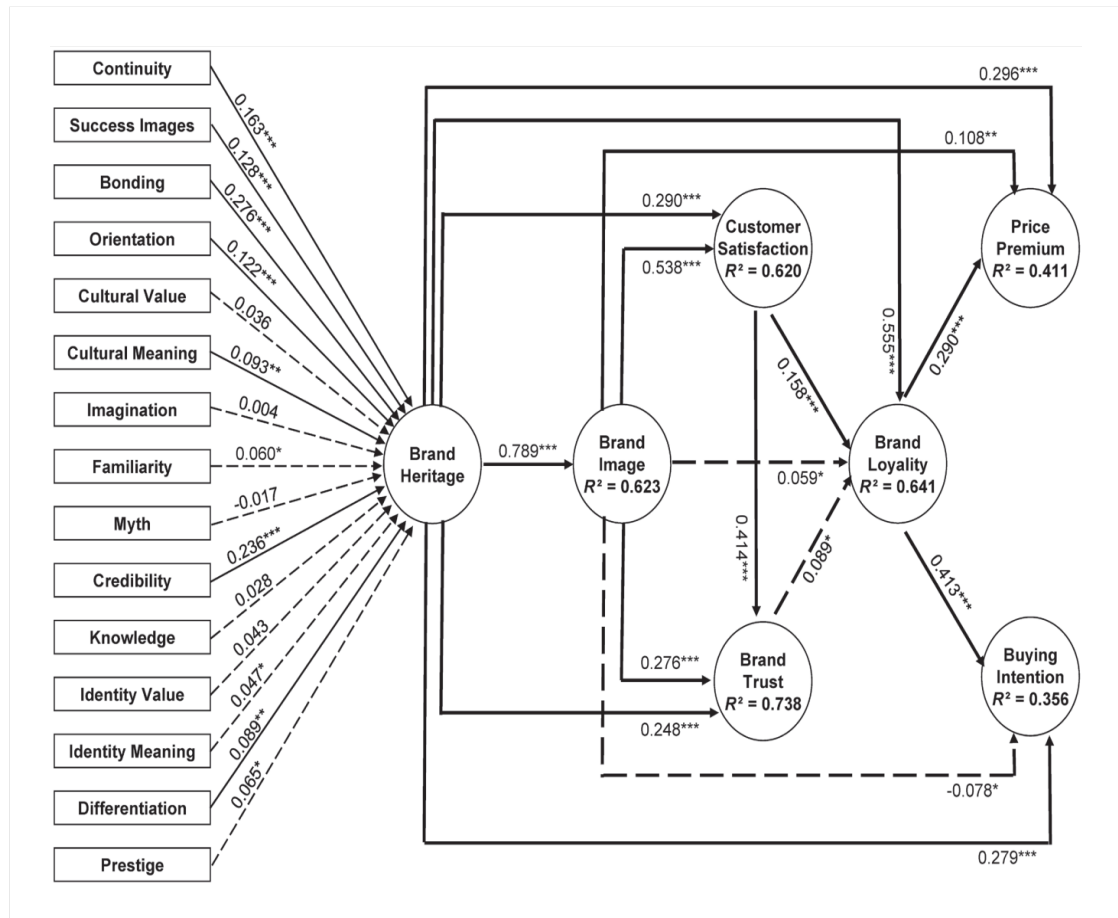 Continuity
Success Images
Bonding
Orientation
Cultural Value
Cultural Meaning
Imagination
Familiarity
Myth
Credibility
Knowledge
Identity Value
Identity Meaning
Differentiation
Prestige
0.163***
0.128***
0.276***
0.122***
0.036
0.093**
0.004
0.060*
-0.017
0.236***
0.028
0.043
0.047*
0.089**
0.065*
Brand
Heritage
0.789***
Brand
Image
R² = 0.623
0.296***
0.108**
0.290***
0.538***
Customer
Satisfaction
R² = 0.620
0.555***
0.158***
0.414***
0.059*
0.089*
0.276***
0.248***
Brand
Trust
R² = 0.738
Brand
Loyality
R² = 0.641
0.290***
0.413***
Price
Premium
R² = 0.411
Buying
Intention
R² = 0.356
-0.078*
0.279***